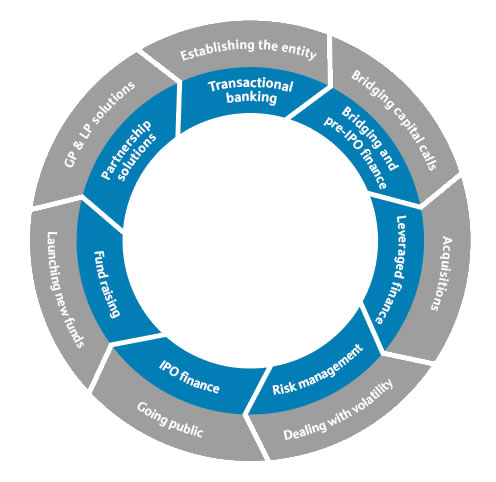 Establishing the entity
Transactional
banking
Bridging capital calls
Bridging and
pre-IPO finance
Acquisitions
Leveraged finance
Dealing with volatility
Risk management
Going public
IPO finance
Launching new funds
Fund raising
GP & LP solutions
Partnership
solutions